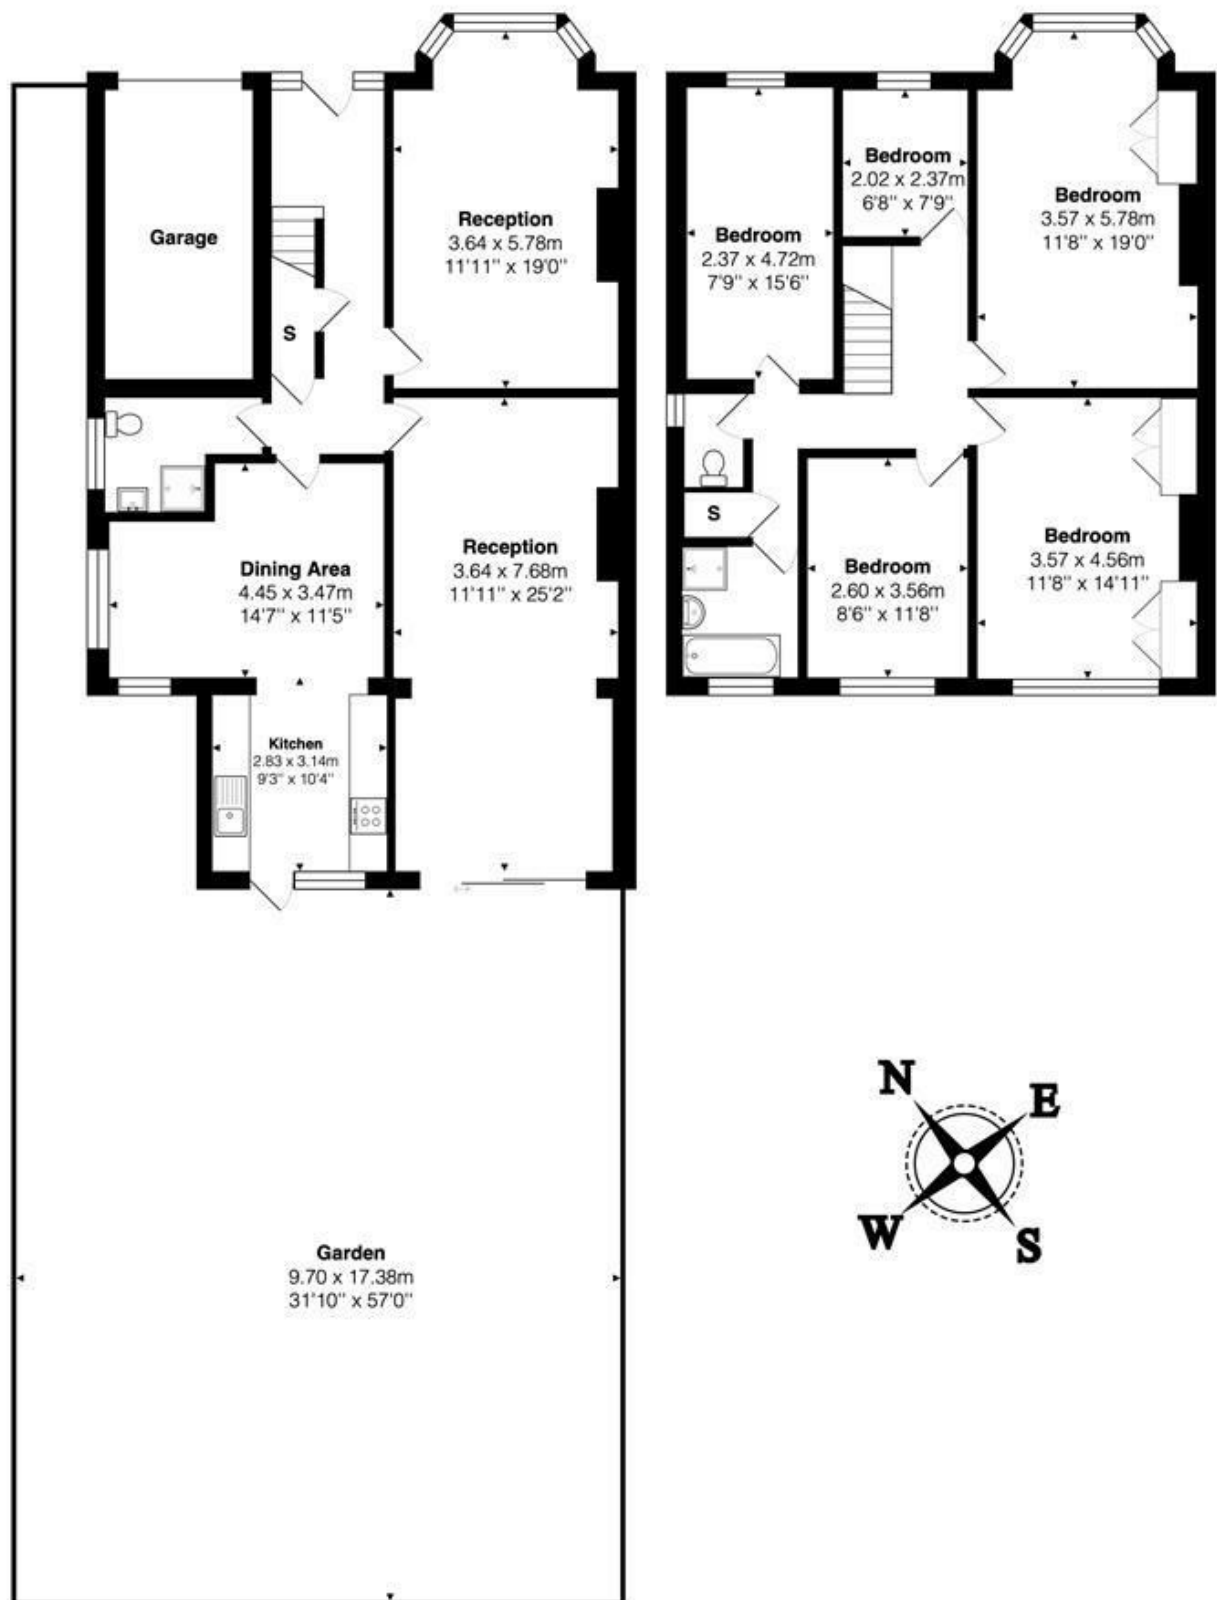 Garage
Reception
3.64 x 5.78m
11'11" x 19'0"
S
Dining Area
4.45 x 3.47m
14'7" x 11'5"
Reception
3.64 x 7.68m
11'11" x 25'2"
Kitchen
2.83 x 3.14m
9'3" x 10'4"
Garden
9.70 x 17.38m
31'10" x 57'0"
Bedroom
2.37 x 4.72m
7'9" x 15'6"
Bedroom
2.02 x 2.37m
6'8" x 7'9"
Bedroom
3.57 x 5.78m
11'8" x 19'0"
S
Bedroom
2.60 x 3.56m
8'6" x 11'8"
Bedroom
3.57 x 4.56m
11'8" x 14'11"
N
E
W
S